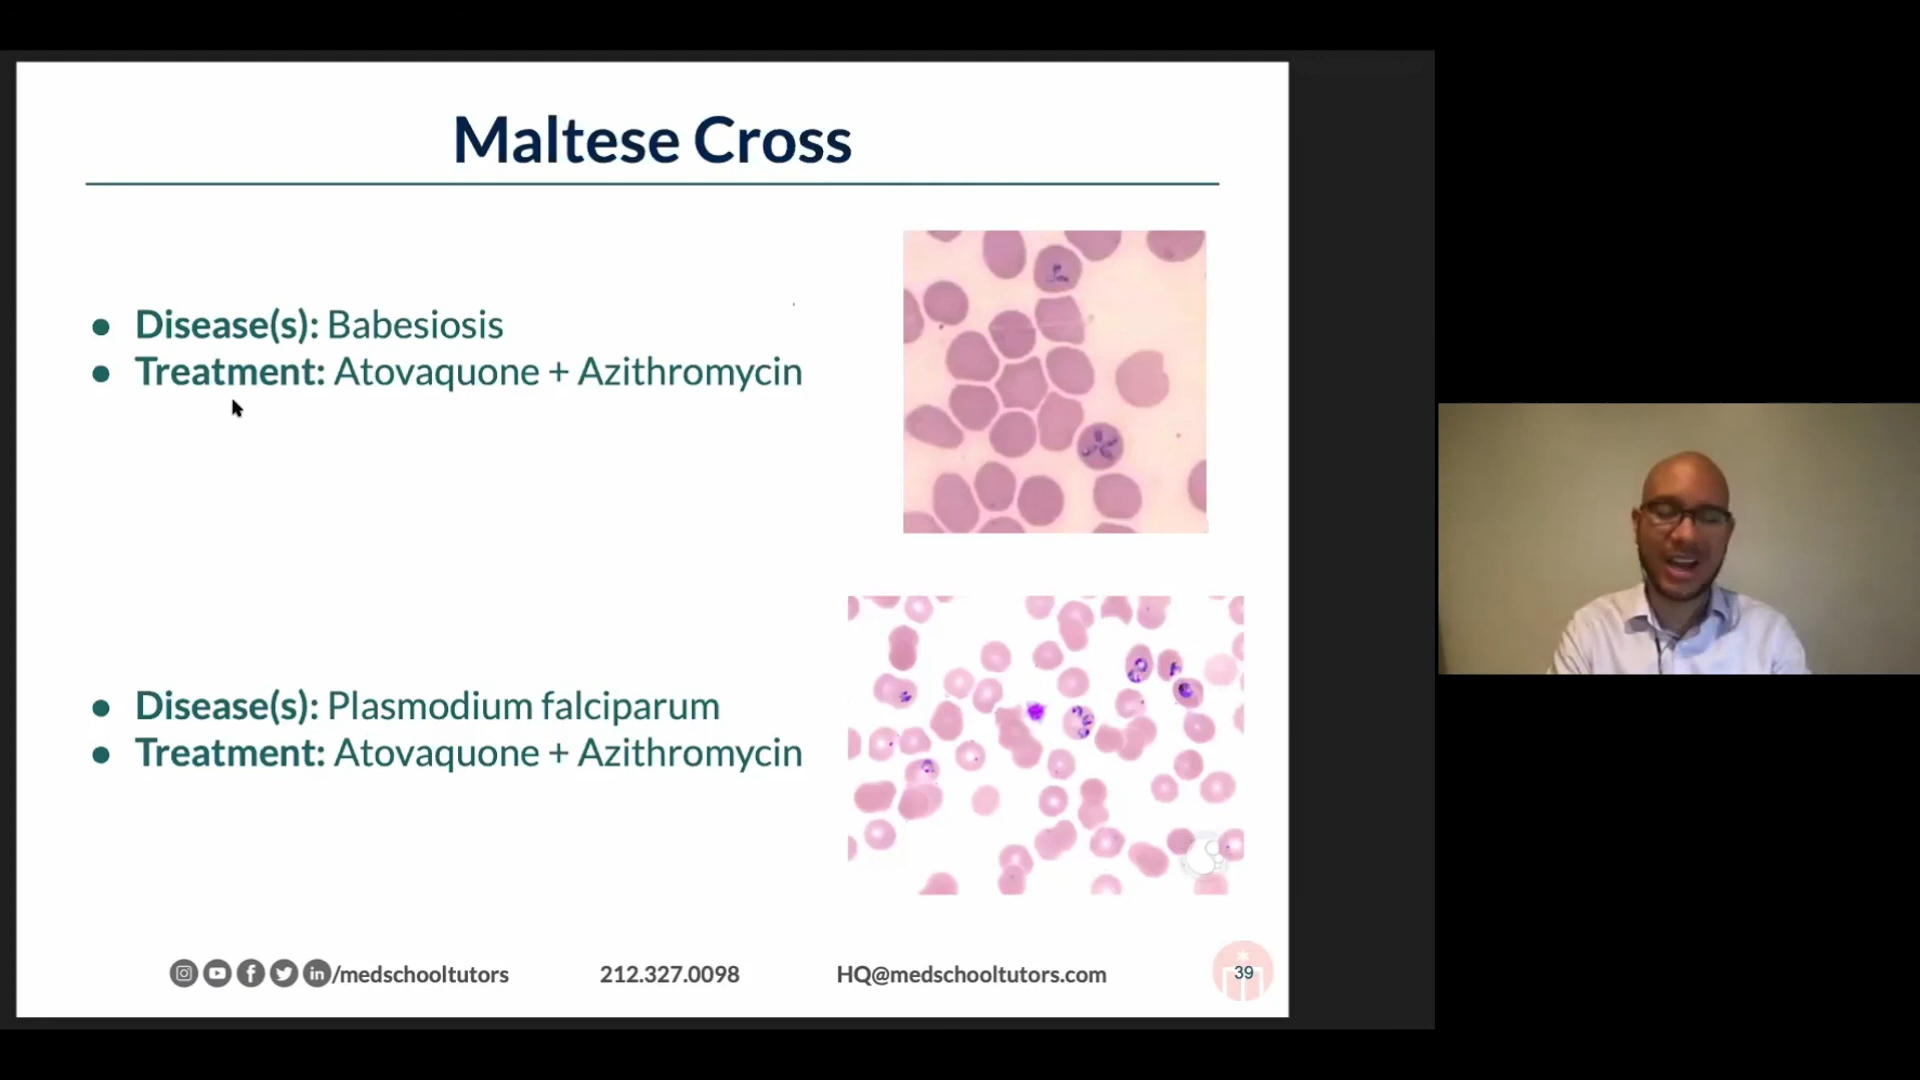 Maltese Cross
● Disease(s): Babesiosis
● Treatment: Atovaquone + Azithromycin
● Disease(s): Plasmodium falciparum
● Treatment: Atovaquone + Azithromycin
/medschooltutors 212.327.0098 HQ@medschooltutors.com 39